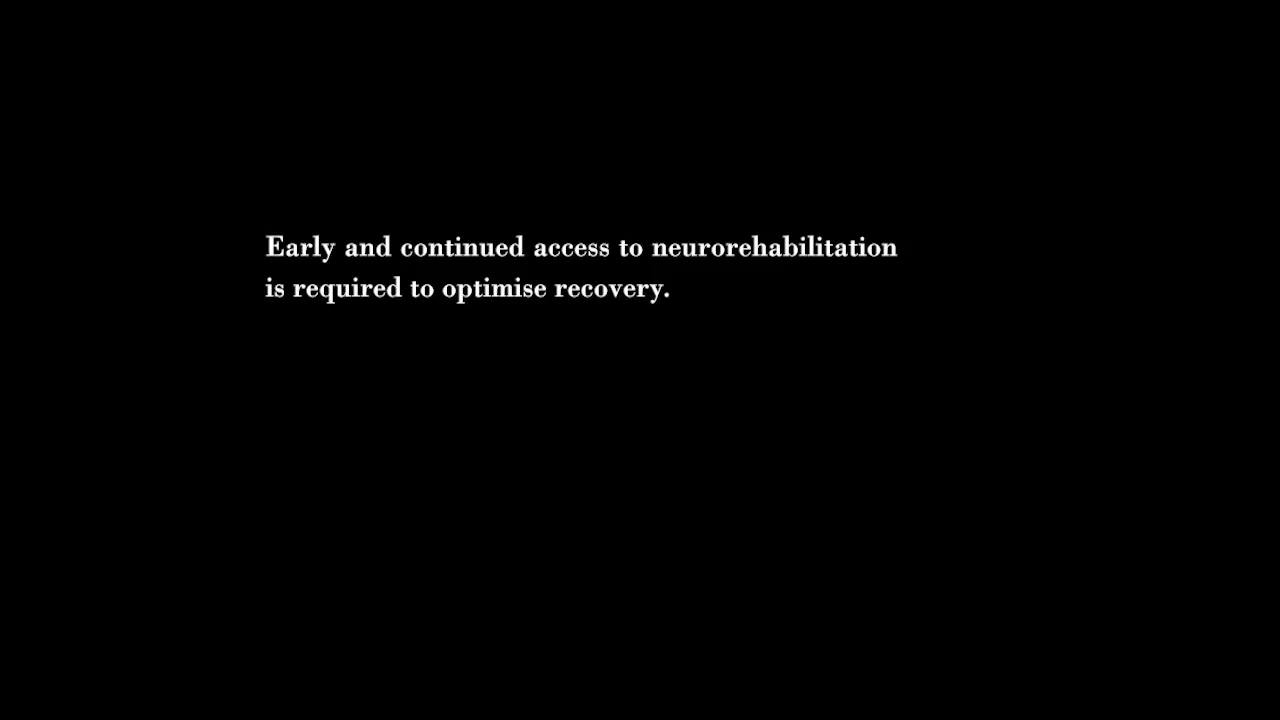 Early and continued access to neurorehabilitation
is required to optimise recovery.